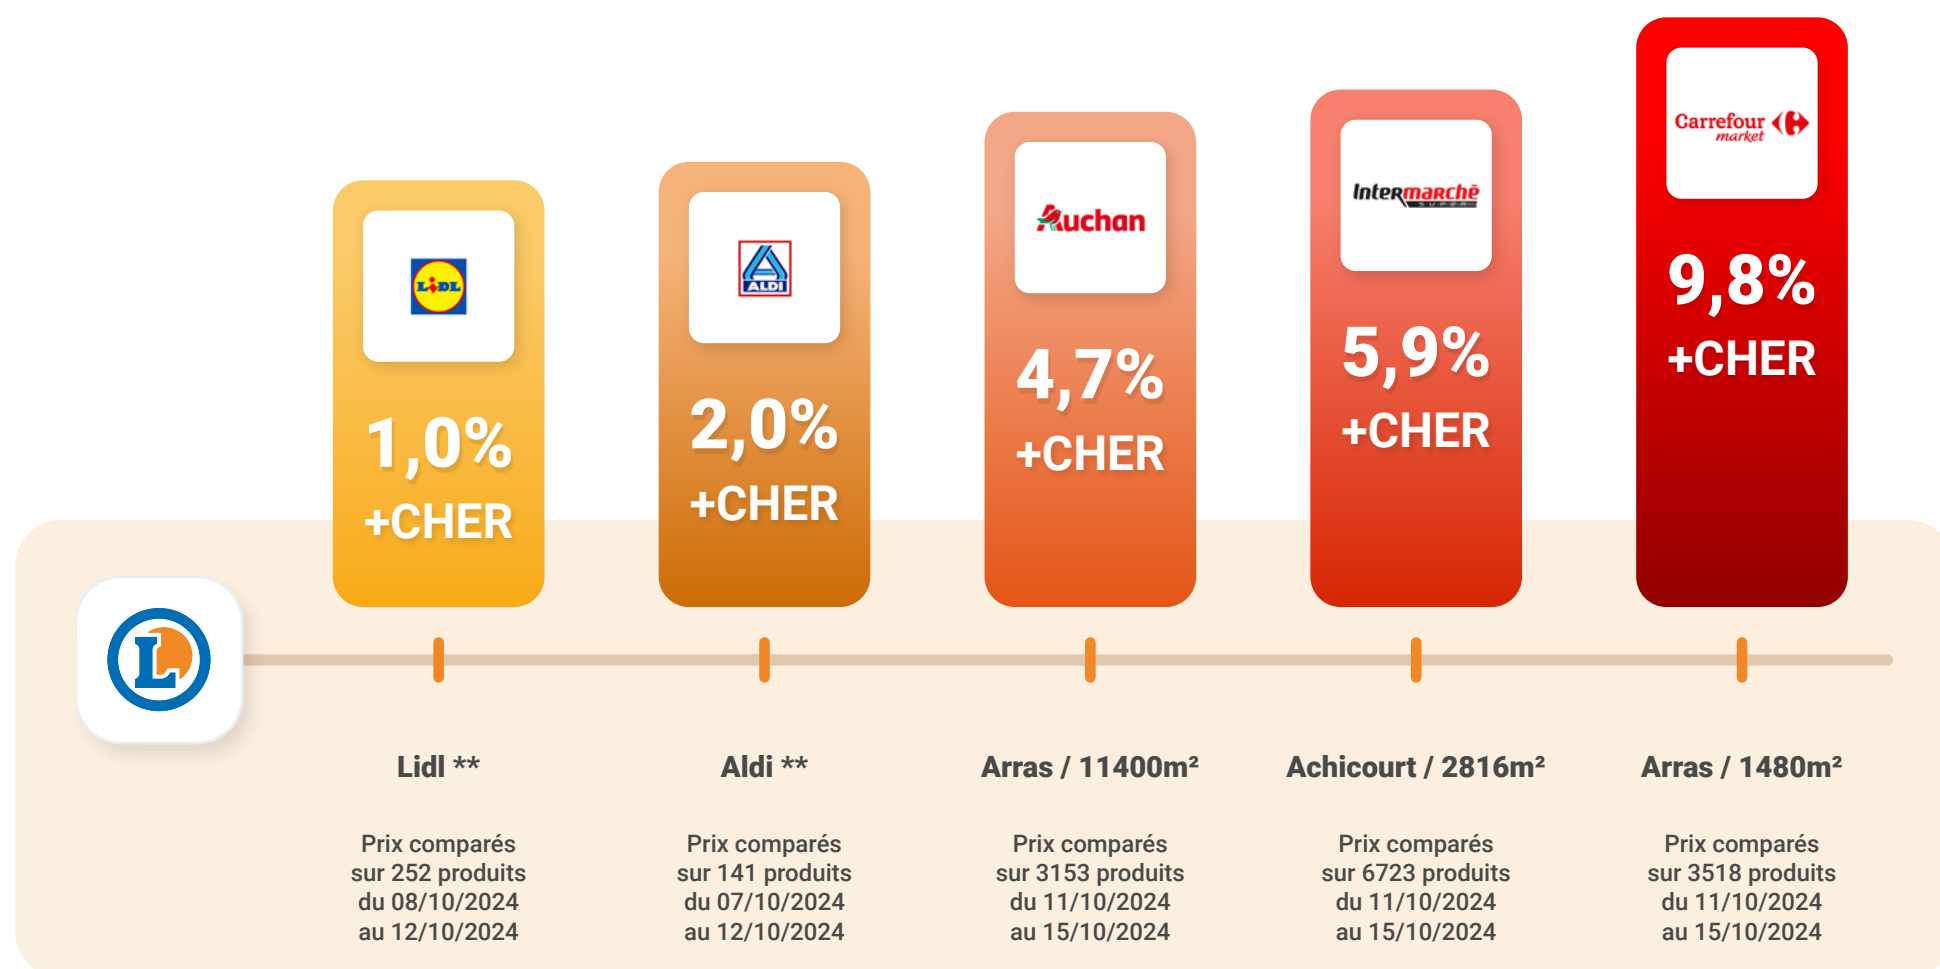 LIDL
1,0%
+CHER
ALDI
2,0%
+CHER
Auchan
4,7%
+CHER
Intermarché
SUPER
5,9%
+CHER
Carrefour
market
9,8%
+CHER
L
Lidl **
Prix comparés
sur 252 produits
du 08/10/2024
au 12/10/2024
Aldi **
Prix comparés
sur 141 produits
du 07/10/2024
au 12/10/2024
Arras / 11400m²
Prix comparés
sur 3153 produits
du 11/10/2024
au 15/10/2024
Achicourt / 2816m²
Prix comparés
sur 6723 produits
du 11/10/2024
au 15/10/2024
Arras / 1480m²
Prix comparés
sur 3518 produits
du 11/10/2024
au 15/10/2024